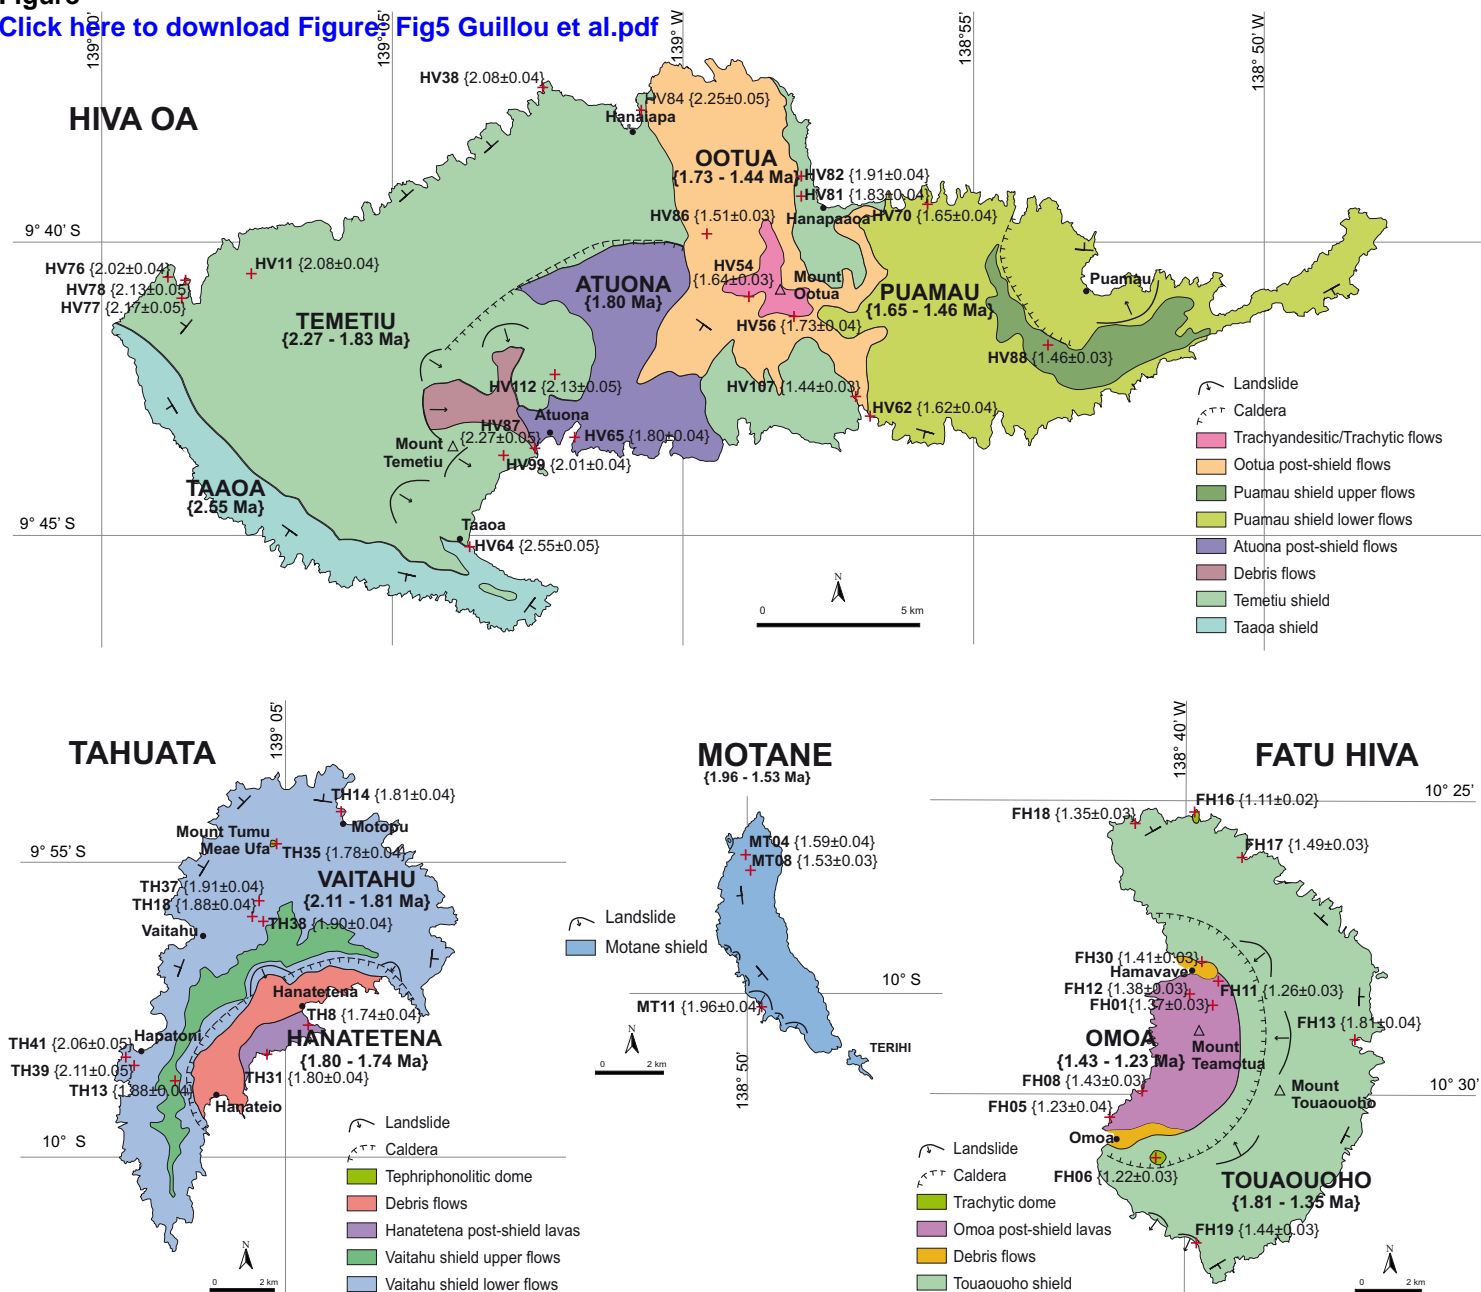 Figure
Click here to download Figure: Fig5 Guillou et al.pdf
139° W
138°55'
138° 50' W
HIVA OA
HV38 {2.08±0.04}
HV84 {2.25±0.05}
Hanaiapa
OOTUA
{1.73 - 1.44 Ma}
HV82 {1.91±0.04}
HV81 {1.83±0.04}
HV86 {1.51±0.03}
Hanapaaoa
HV70 {1.65±0.04}
9° 40' S
HV76 {2.02±0.04}
HV11 {2.08±0.04}
HV78 {2.13±0.05}
HV77 {2.17±0.05}
HV54
{1.64±0.03}
Mount
Ootua
Puamau
ATUONA
{1.80 Ma}
PUAMAU
{1.65 - 1.46 Ma}
TEMETIU
{2.27 - 1.83 Ma}
HV56 {1.73±0.04}
HV88 {1.46±0.03}
HV112 {2.13±0.05}
HV107 {1.44±0.03}
HV62 {1.62±0.04}
Atuona
HV87
{2.27±0.05}
HV65 {1.80±0.04}
Mount
Temetiu
HV99 {2.01±0.04}
TAAOA
{2.55 Ma}
9° 45' S
Taaoa
HV64 {2.55±0.05}
N
0 5 km
Landslide
Caldera
Trachyandesitic/Trachytic flows
Ootua post-shield flows
Puamau shield upper flows
Puamau shield lower flows
Atuona post-shield flows
Debris flows
Temetiu shield
Taaoa shield
TAHUATA
139° 05'
TH14 {1.81±0.04}
Motopu
Mount Tumu
Meae Ufa
TH35 {1.78±0.04}
9° 55' S
VAITAHU
{2.11 - 1.81 Ma}
TH37 {1.91±0.04}
TH18 {1.88±0.04}
TH38 {1.90±0.04}
Vaitahu
Hanatetena
TH8 {1.74±0.04}
HANATETENA
{1.80 - 1.74 Ma}
Hapatoni
TH41 {2.06±0.05}
TH39 {2.11±0.05}
TH13 {1.88±0.04}
TH31 {1.80±0.04}
Hanateio
10° S
N
0 2 km
Landslide
Caldera
Tephriphonolitic dome
Debris flows
Hanatetena post-shield lavas
Vaitahu shield upper flows
Vaitahu shield lower flows
MOTANE
{1.96 - 1.53 Ma}
MT04 {1.59±0.04}
MT08 {1.53±0.03}
Landslide
Motane shield
10° S
MT11 {1.96±0.04}
TERIHI
138° 50'
N
0 2 km
138° 40' W
FATU HIVA
10° 25'
FH16 {1.11±0.02}
FH18 {1.35±0.03}
FH17 {1.49±0.03}
FH30 {1.41±0.03}
Hamavave
FH12 {1.38±0.03}
FH11 {1.26±0.03}
FH01{1.37±0.03}
FH13 {1.81±0.04}
OMOA
{1.43 - 1.23 Ma}
Mount
Teamotua
FH08 {1.43±0.03}
Mount
Touaouoho
10° 30'
FH05 {1.23±0.04}
Omoa
FH06 {1.22±0.03}
TOUAOUOHO
{1.81 - 1.35 Ma}
FH19 {1.44±0.03}
Landslide
Caldera
Trachytic dome
Omoa post-shield lavas
Debris flows
Touaouoho shield
N
0 2 km